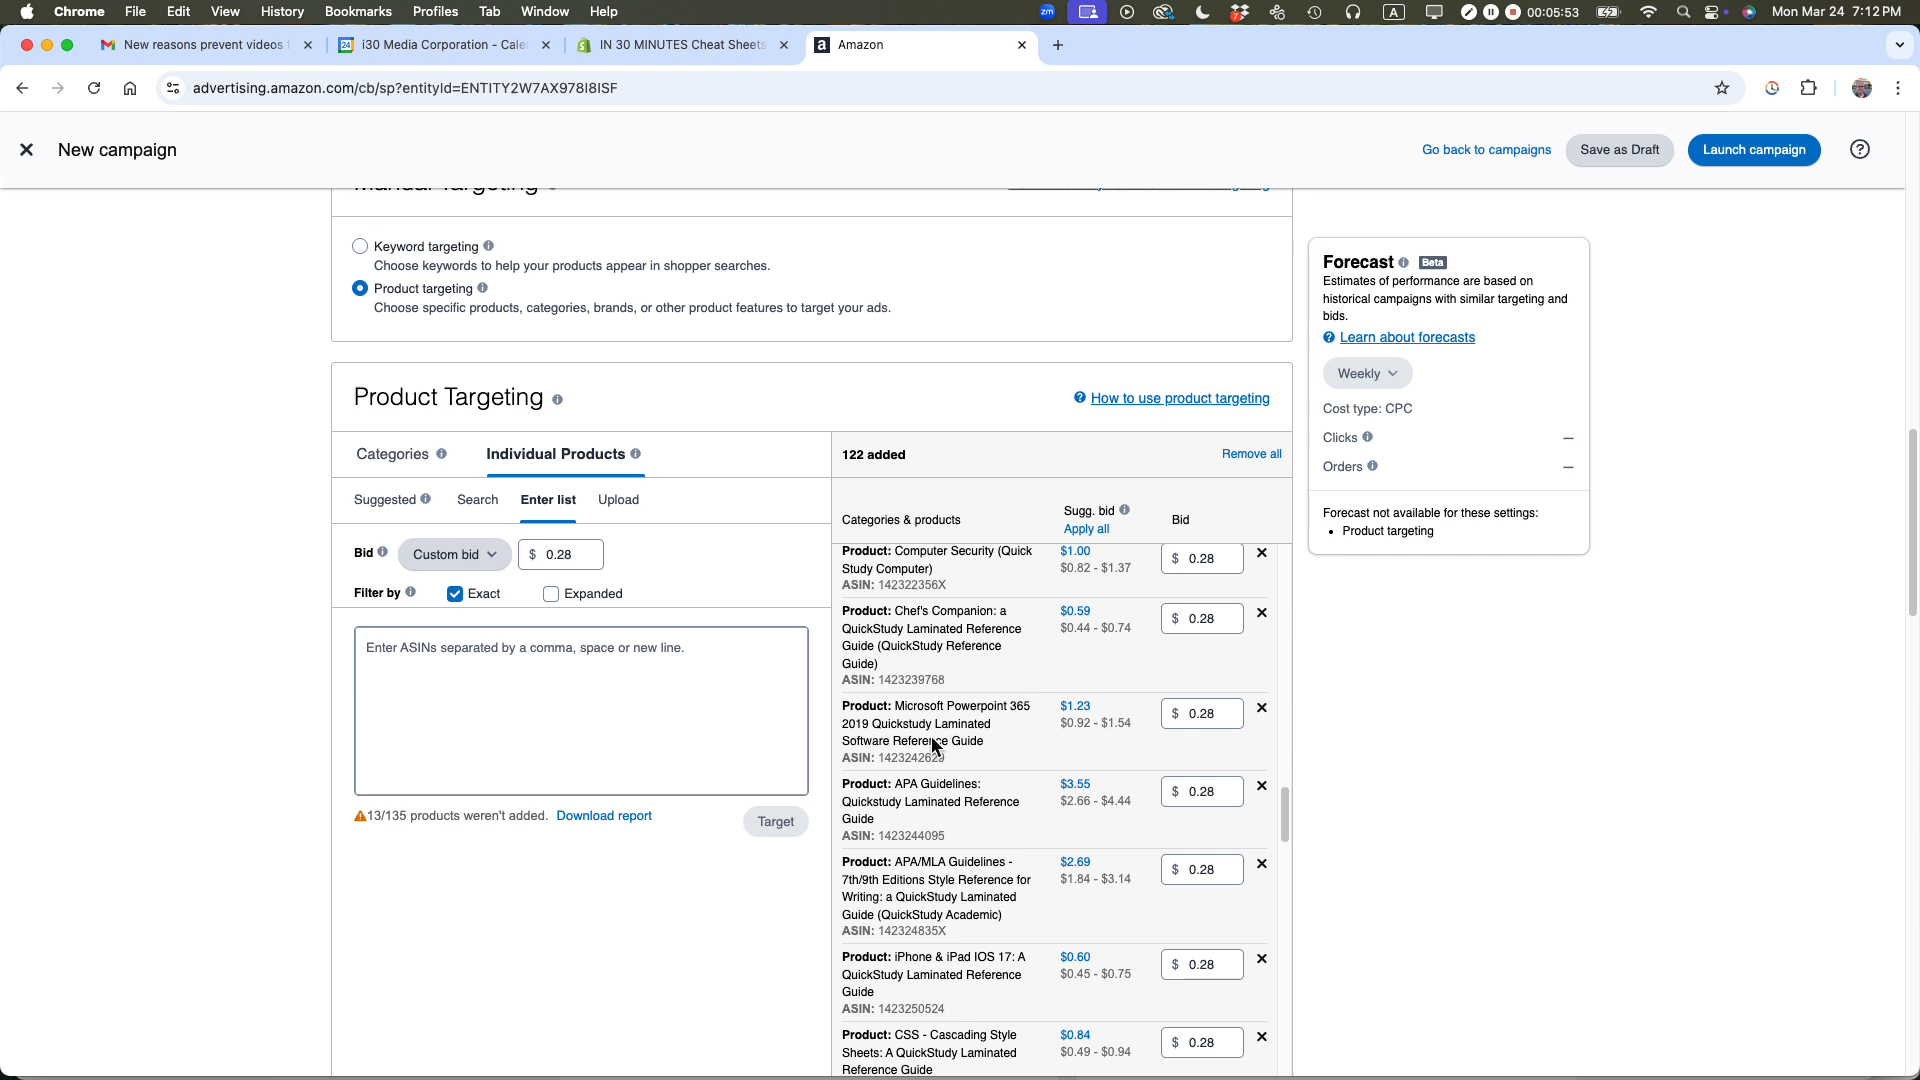 Chrome File Edit View History Bookmarks Profiles Tab Window Help zm A 00:05:53 Mon Mar 24 7:12 PM
New reasons prevent videos i30 Media Corporation - Cale IN 30 MINUTES Cheat Sheets Amazon
advertising.amazon.com/cb/sp?entityId=ENTITY2W7AX978I8ISF
New campaign Go back to campaigns Save as Draft Launch campaign
Manual Targeting
Keyword targeting
Choose keywords to help your products appear in shopper searches.
Product targeting
Choose specific products, categories, brands, or other product features to target your ads.
Forecast Beta
Estimates of performance are based on
historical campaigns with similar targeting and
bids.
Learn about forecasts
Weekly
Cost type: CPC
Clicks –
Orders –
Forecast not available for these settings:
• Product targeting
Product Targeting How to use product targeting
Categories Individual Products
Suggested Search Enter list Upload
Bid Custom bid $ 0.28
Filter by Exact Expanded
Enter ASINs separated by a comma, space or new line.
13/135 products weren't added. Download report
Target
122 added Remove all
Categories & products Sugg. bid Apply all Bid
Product: Computer Security (Quick $1.00 $ 0.28
Study Computer) $0.82 - $1.37
ASIN: 142322356X
Product: Chef's Companion: a $0.59 $ 0.28
QuickStudy Laminated Reference $0.44 - $0.74
Guide (QuickStudy Reference
Guide)
ASIN: 1423239768
Product: Microsoft Powerpoint 365 $1.23 $ 0.28
2019 Quickstudy Laminated $0.92 - $1.54
Software Reference Guide
ASIN: 1423242629
Product: APA Guidelines: $3.55 $ 0.28
Quickstudy Laminated Reference $2.66 - $4.44
Guide
ASIN: 1423244095
Product: APA/MLA Guidelines - $2.69 $ 0.28
7th/9th Editions Style Reference for $1.84 - $3.14
Writing: a QuickStudy Laminated
Guide (QuickStudy Academic)
ASIN: 142324835X
Product: iPhone & iPad IOS 17: A $0.60 $ 0.28
QuickStudy Laminated Reference $0.45 - $0.75
Guide
ASIN: 1423250524
Product: CSS - Cascading Style $0.84 $ 0.28
Sheets: A QuickStudy Laminated $0.49 - $0.94
Reference Guide